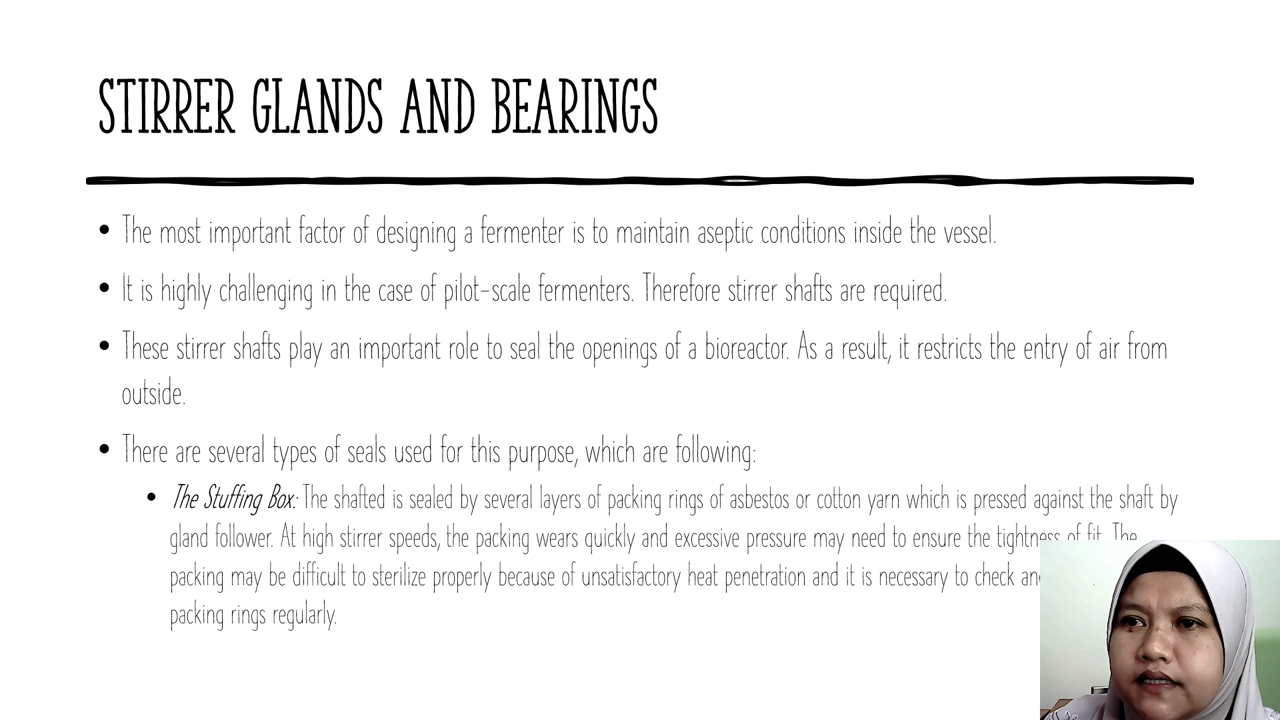 STIRRER GLANDS AND BEARINGS
• The most important factor of designing a fermenter is to maintain aseptic conditions inside the vessel.
• It is highly challenging in the case of pilot-scale fermenters. Therefore stirrer shafts are required.
• These stirrer shafts play an important role to seal the openings of a bioreactor. As a result, it restricts the entry of air from
outside.
• There are several types of seals used for this purpose, which are following:
• The Stuffing Box: The shafted is sealed by several layers of packing rings of asbestos or cotton yarn which is pressed against the shaft by
gland follower. At high stirrer speeds, the packing wears quickly and excessive pressure may need to ensure the tightness of fit. The
packing may be difficult to sterilize properly because of unsatisfactory heat penetration and it is necessary to check
packing rings regularly.